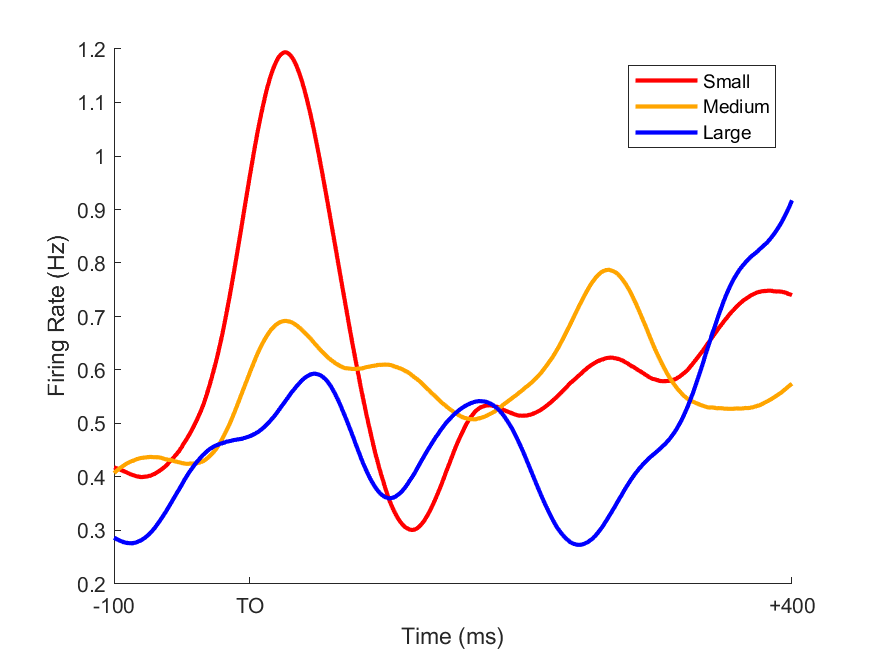 1.2
1.1
1
0.9
0.8
0.7
0.6
0.5
0.4
0.3
0.2
Firing Rate (Hz)
Small
Medium
Large
-100 TO +400
Time (ms)